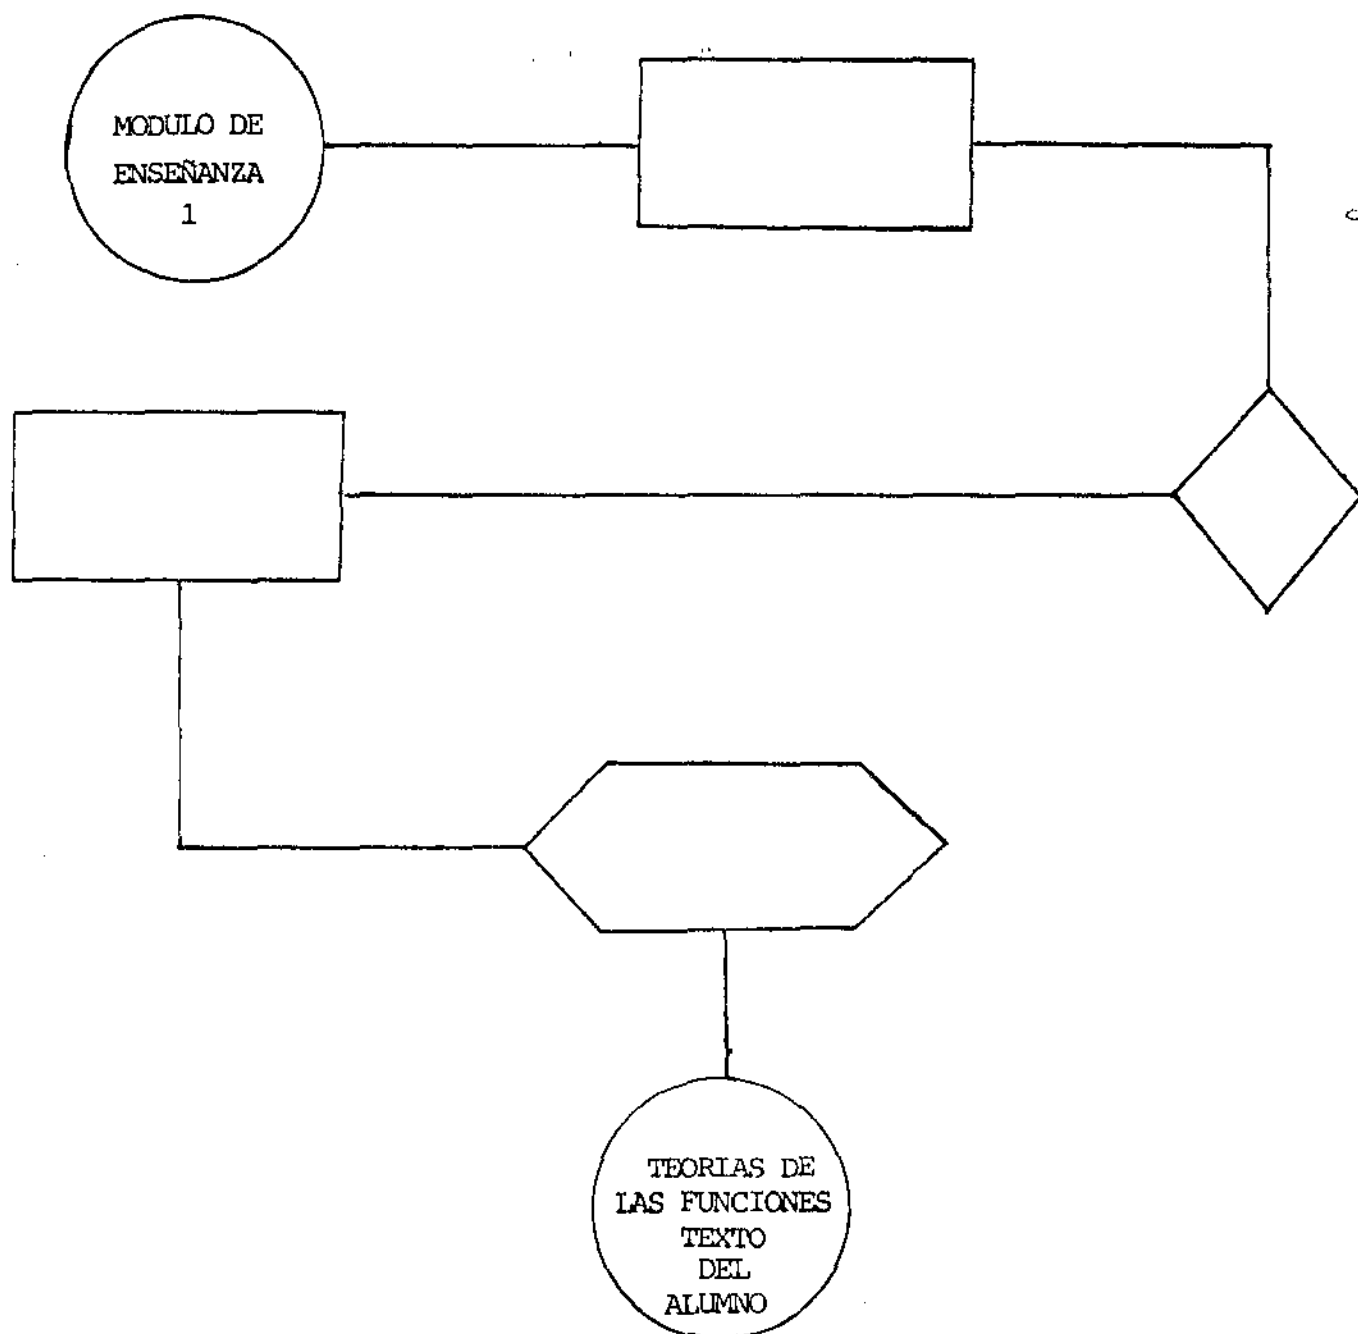 MODULO DE
ENSEÑANZA
1
TEORIAS DE
LAS FUNCIONES
TEXTO
DEL
ALUMNO